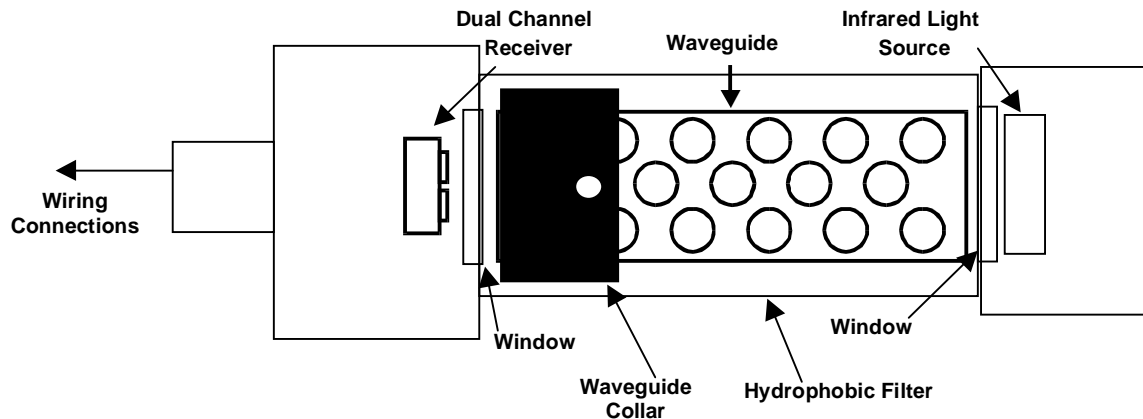 Dual Channel
Receiver
Waveguide
Infrared Light
Source
Wiring
Connections
Window
Waveguide
Collar
Hydrophobic Filter
Window